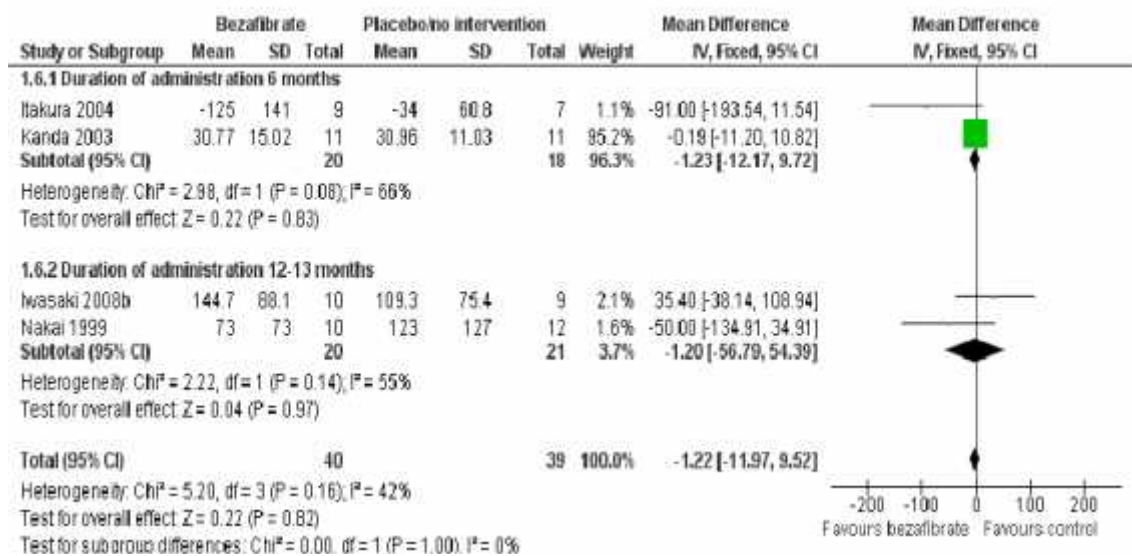 Bezafibrate Placebo/no intervention Mean Difference Mean Difference
Study or Subgroup Mean SD Total Mean SD Total Weight IV, Fixed, 95% CI IV, Fixed, 95% CI
1.6.1 Duration of administration 6 months
Itakura 2004 -125 141 9 -34 60.8 7 1.1% -91.00 [-193.54, 11.54]
Kanda 2003 30.77 15.02 11 30.96 11.03 11 95.2% -0.19 [-11.20, 10.82]
Subtotal (95% CI) 20 18 96.3% -1.23 [-12.17, 9.72]
Heterogeneity: Chi² = 2.98, df = 1 (P = 0.08); I² = 66%
Test for overall effect: Z = 0.22 (P = 0.83)
1.6.2 Duration of administration 12-13 months
Iwasaki 2008b 144.7 88.1 10 109.3 75.4 9 2.1% 35.40 [-38.14, 108.94]
Nakai 1999 73 73 10 123 127 12 1.6% -50.00 [-134.91, 34.91]
Subtotal (95% CI) 20 21 3.7% -1.20 [-56.79, 54.39]
Heterogeneity: Chi² = 2.22, df = 1 (P = 0.14); I² = 55%
Test for overall effect: Z = 0.04 (P = 0.97)
Total (95% CI) 40 39 100.0% -1.22 [-11.97, 9.52]
Heterogeneity: Chi² = 5.20, df = 3 (P = 0.16); I² = 42%
Test for overall effect: Z = 0.22 (P = 0.82)
Test for subgroup differences: Chi² = 0.00, df = 1 (P = 1.00), I² = 0%
-200 -100 0 100 200
Favours bezafibrate Favours control